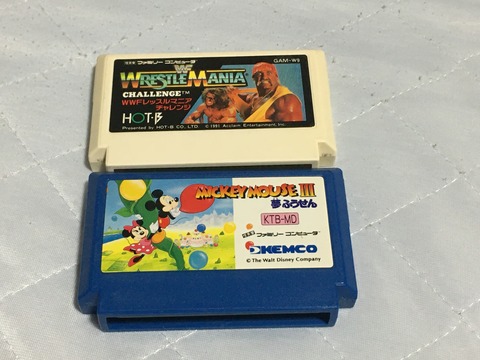 ファミリー コンピュータ
GAM-W9
WF
WRESTLEMANIA
CHALLENGE™
WWFレッスルマニア
チャレンジ
HOT・B
Presented by HOT・B CO. LTD. © 1991 Acclaim Entertainment, Inc.
MICKEY MOUSE III
夢ふうせん
KTB-MD
ファミリー コンピュータ
KEMCO
© The Walt Disney Company